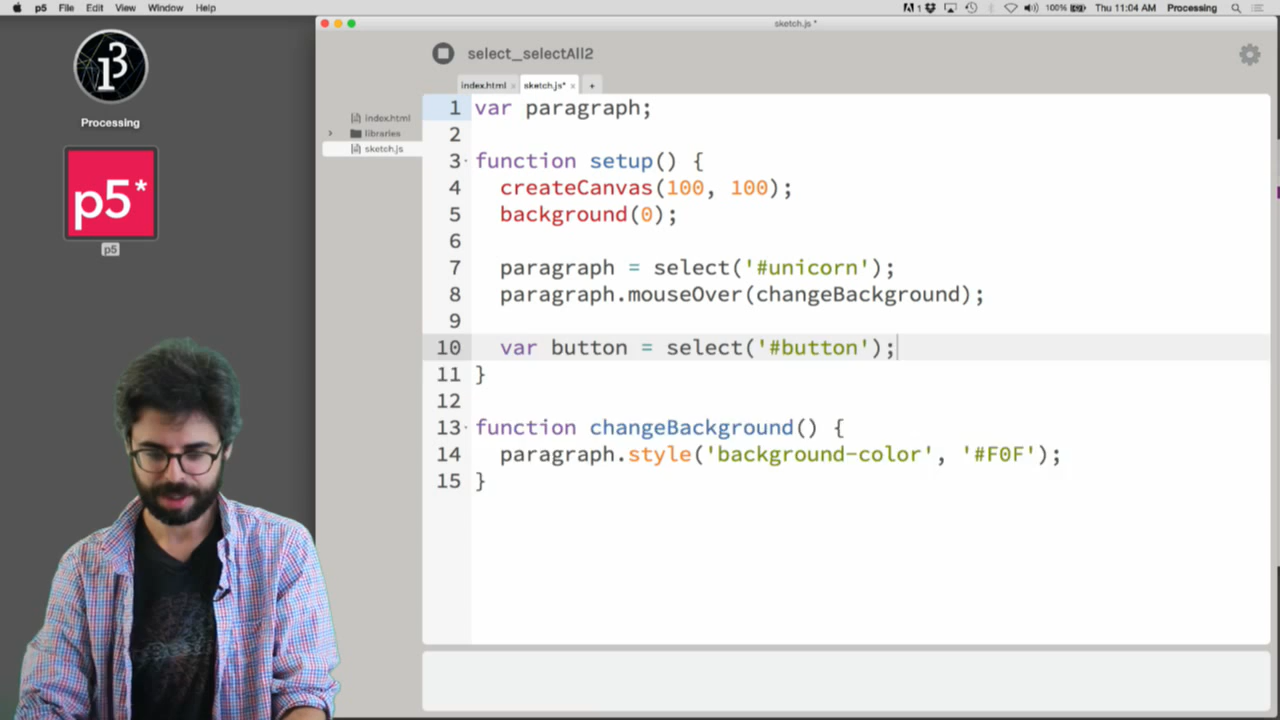 p5 File Edit View Window Help
1 100% Thu 11:04 AM Processing
sketch.js *
select_selectAll2
index.html × sketch.js* × +
Processing
p5*
p5
index.html
libraries
sketch.js
1 var paragraph;
2
3 function setup() {
4 createCanvas(100, 100);
5 background(0);
6
7 paragraph = select('#unicorn');
8 paragraph.mouseOver(changeBackground);
9
10 var button = select('#button');
11 }
12
13 function changeBackground() {
14 paragraph.style('background-color', '#F0F');
15 }